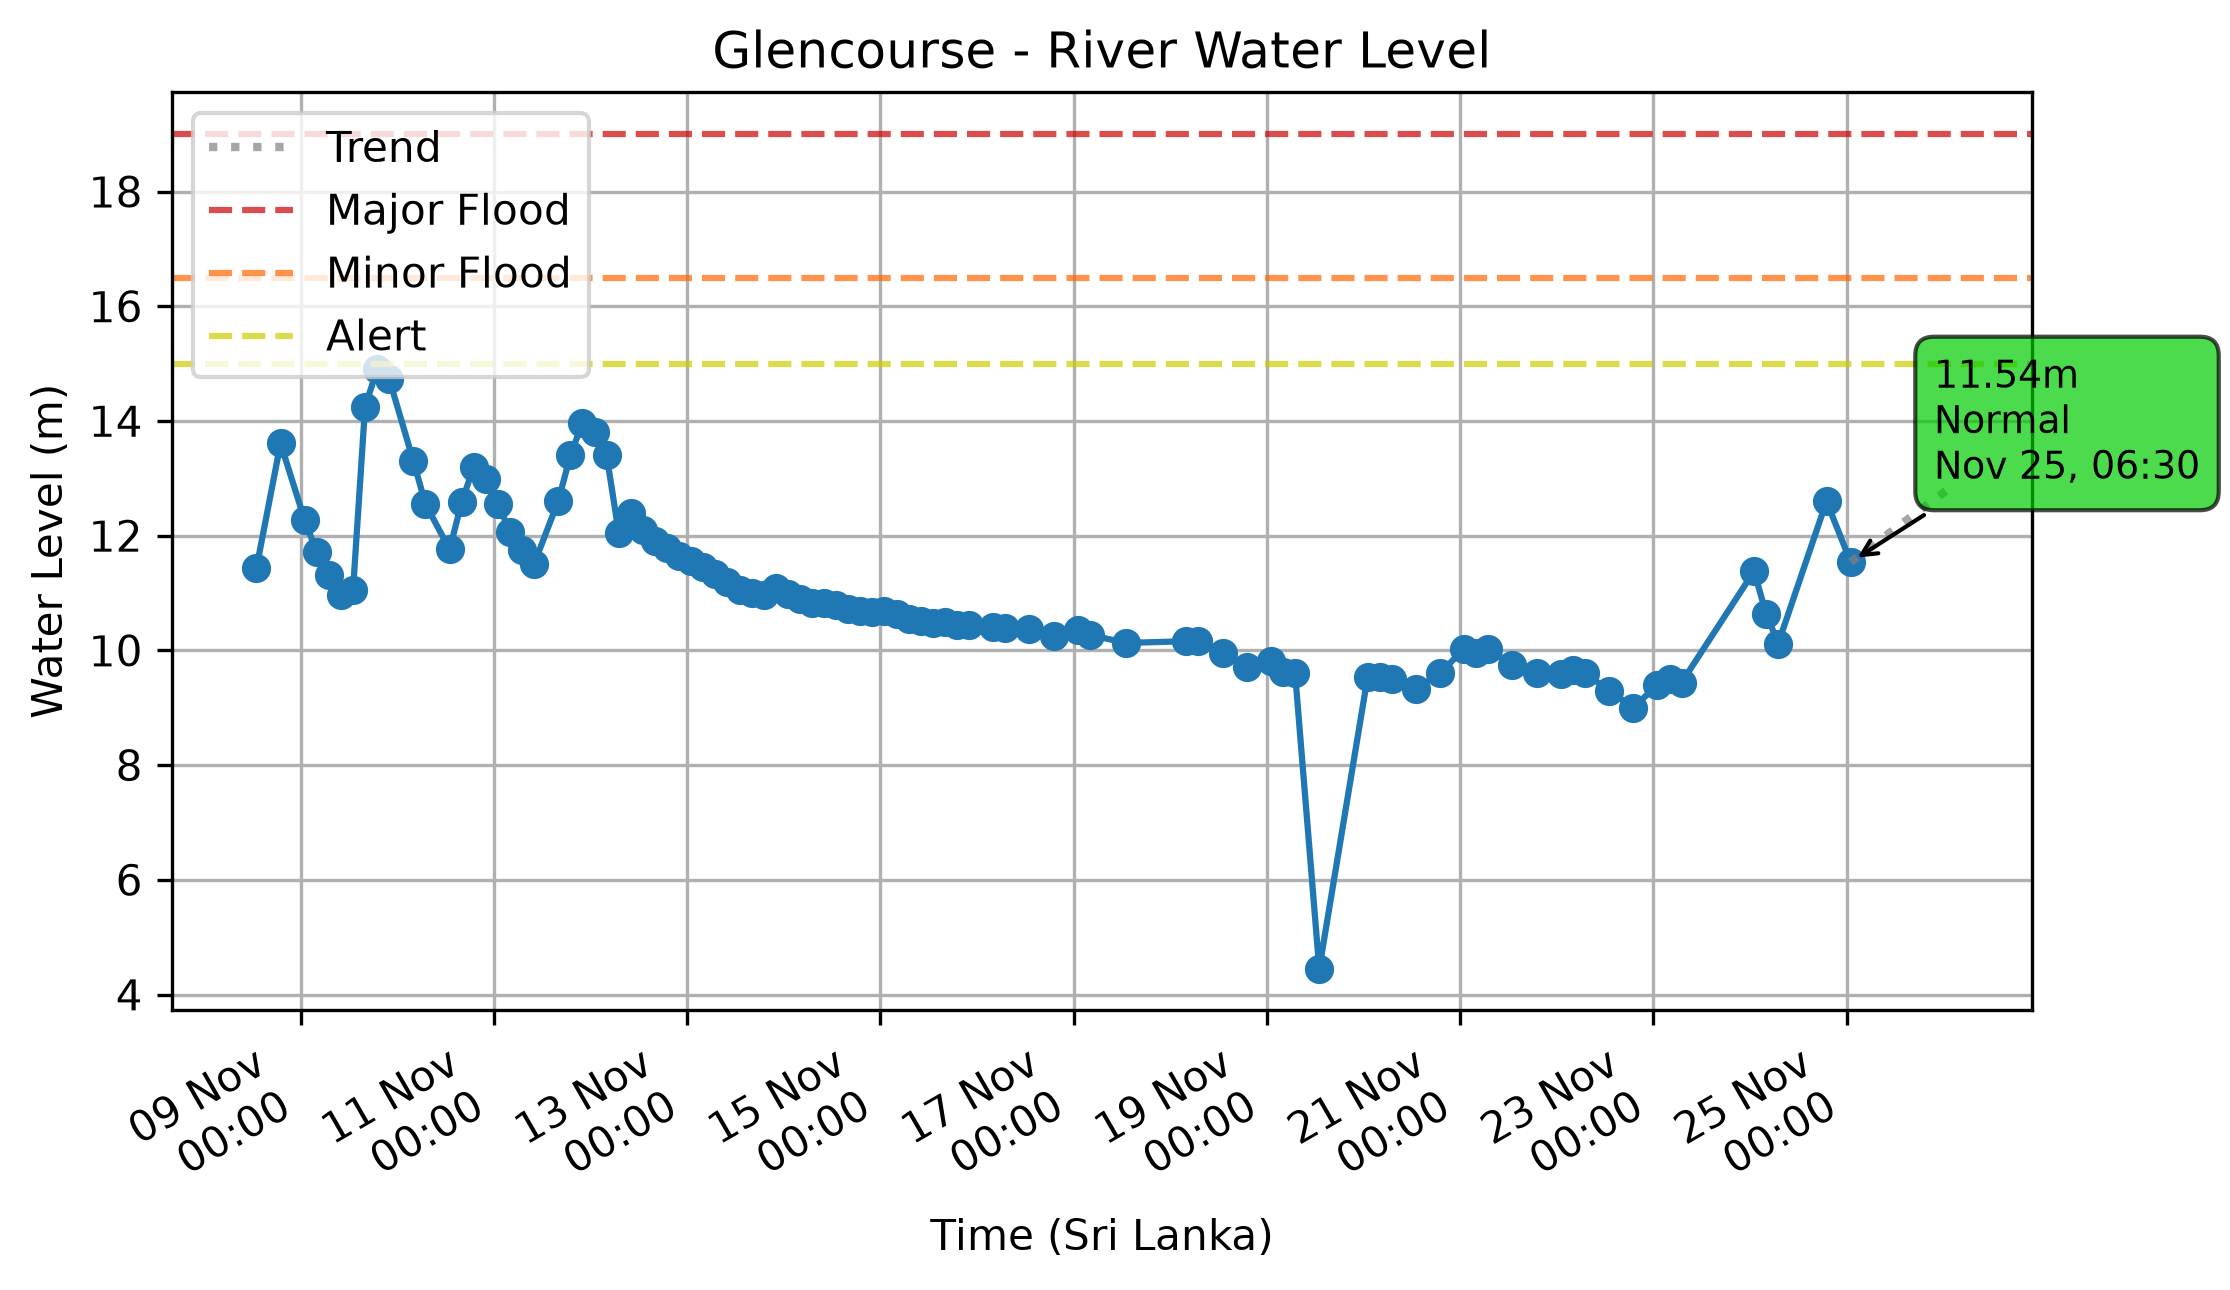 Glencourse - River Water Level
Trend
Major Flood
Minor Flood
Alert
11.54m
Normal
Nov 25, 06:30
Water Level (m)
18
16
14
12
10
8
6
4
09 Nov
00:00
11 Nov
00:00
13 Nov
00:00
15 Nov
00:00
17 Nov
00:00
19 Nov
00:00
21 Nov
00:00
23 Nov
00:00
25 Nov
00:00
Time (Sri Lanka)